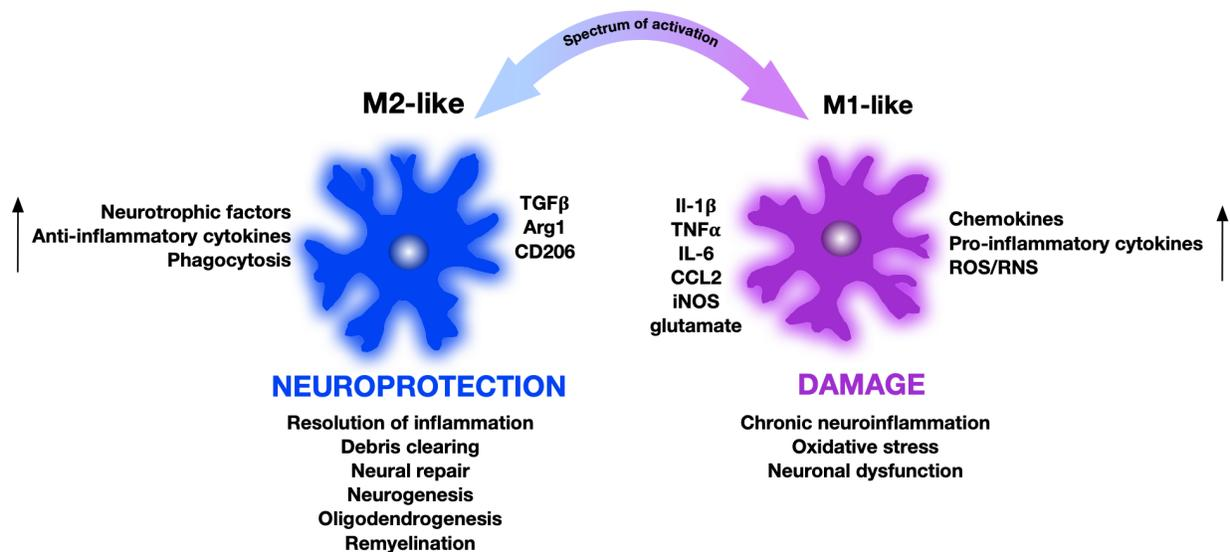 Spectrum of activation
M2-like
Neurotrophic factors
Anti-inflammatory cytokines
Phagocytosis
TGFβ
Arg1
CD206
NEUROPROTECTION
Resolution of inflammation
Debris clearing
Neural repair
Neurogenesis
Oligodendrogenesis
Remyelination
M1-like
Il-1β
TNFα
IL-6
CCL2
iNOS
glutamate
Chemokines
Pro-inflammatory cytokines
ROS/RNS
DAMAGE
Chronic neuroinflammation
Oxidative stress
Neuronal dysfunction